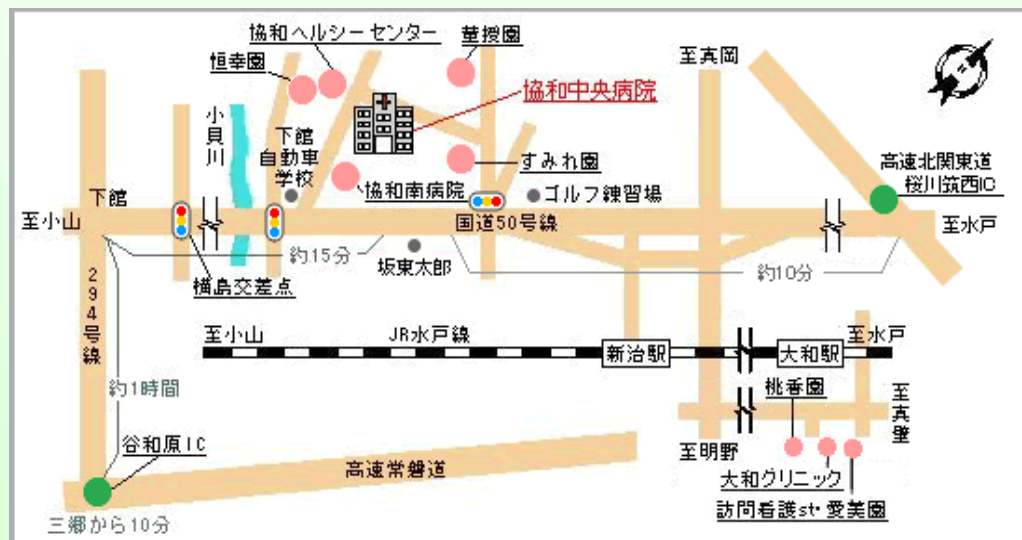 協和ヘルシーセンター
華授園
恒幸園
至真岡
協和中央病院
小貝川
下館
自動車
学校
すみれ園
高速北関東道
桜川筑西IC
協和南病院
ゴルフ練習場
下館
至小山
国道50号線
至水戸
約15分
坂東太郎
約10分
横島交差点
294号線
至小山
JR水戸線
至水戸
新治駅
大和駅
約1時間
桃香園
至真壁
谷和原IC
高速常磐道
至明野
大和クリニック
訪問看護st・愛美園
三郷から10分